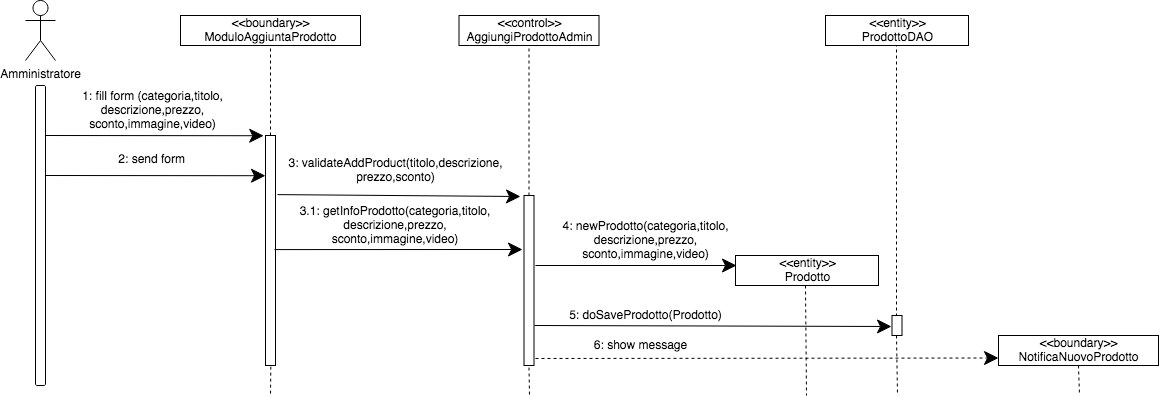 <<boundary>>
ModuloAggiuntaProdotto
<<control>>
AggiungiProdottoAdmin
<<entity>>
ProdottoDAO
Amministratore
1: fill form (categoria,titolo,
descrizione,prezzo,
sconto,immagine,video)
2: send form
3: validateAddProduct(titolo,descrizione,
prezzo,sconto)
3.1: getInfoProdotto(categoria,titolo,
descrizione,prezzo,
sconto,immagine,video)
4: newProdotto(categoria,titolo,
descrizione,prezzo,
sconto,immagine,video)
<<entity>>
Prodotto
5: doSaveProdotto(Prodotto)
6: show message
<<boundary>>
NotificaNuovoProdotto